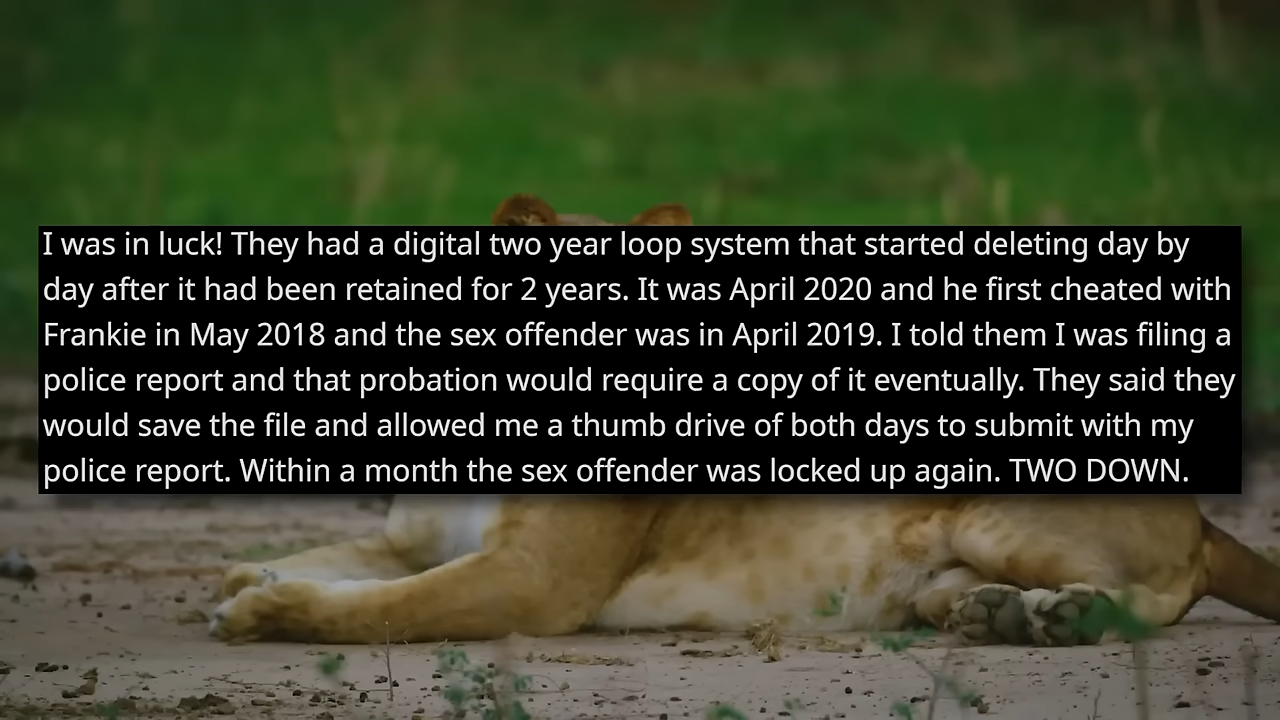 I was in luck! They had a digital two year loop system that started deleting day by
day after it had been retained for 2 years. It was April 2020 and he first cheated with
Frankie in May 2018 and the sex offender was in April 2019. I told them I was filing a
police report and that probation would require a copy of it eventually. They said they
would save the file and allowed me a thumb drive of both days to submit with my
police report. Within a month the sex offender was locked up again. TWO DOWN.